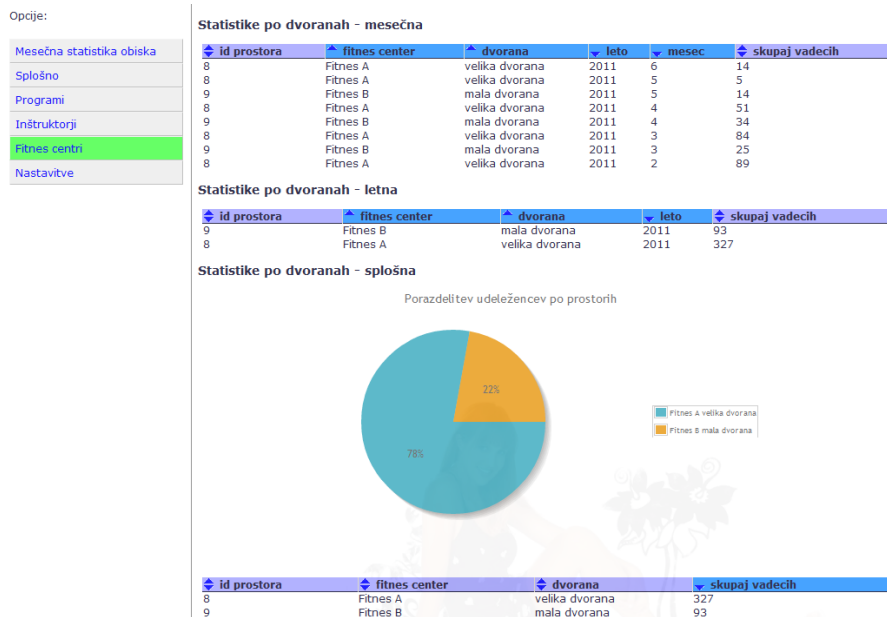 Opcije:
Mesečna statistika obiska
Splošno
Programi
Inštruktorji
Fitnes centri
Nastavitve
Statistike po dvoranah - mesečna
id prostora fitnes center dvorana leto mesec skupaj vadecih
8 Fitnes A velika dvorana 2011 6 14
8 Fitnes A velika dvorana 2011 5 5
9 Fitnes B mala dvorana 2011 5 14
8 Fitnes A velika dvorana 2011 4 51
9 Fitnes B mala dvorana 2011 4 34
8 Fitnes A velika dvorana 2011 3 84
9 Fitnes B mala dvorana 2011 3 25
8 Fitnes A velika dvorana 2011 2 89
Statistike po dvoranah - letna
id prostora fitnes center dvorana leto skupaj vadecih
9 Fitnes B mala dvorana 2011 93
8 Fitnes A velika dvorana 2011 327
Statistike po dvoranah - splošna
Porazdelitev udeležencev po prostorih
22%
78%
Fitnes A velika dvorana
Fitnes B mala dvorana
id prostora fitnes center dvorana skupaj vadecih
8 Fitnes A velika dvorana 327
9 Fitnes B mala dvorana 93